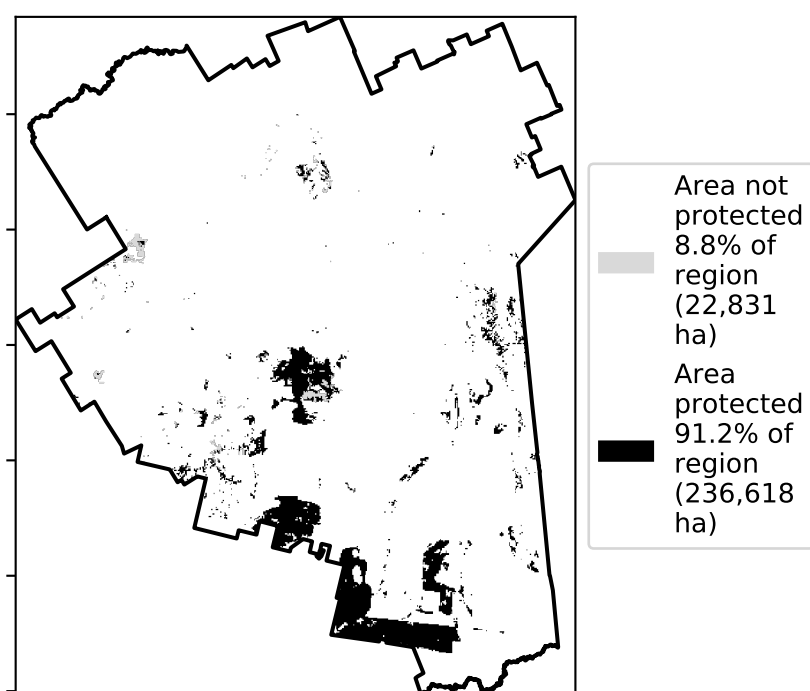 Area not
protected
8.8% of
region
(22,831
ha)
Area
protected
91.2% of
region
(236,618
ha)